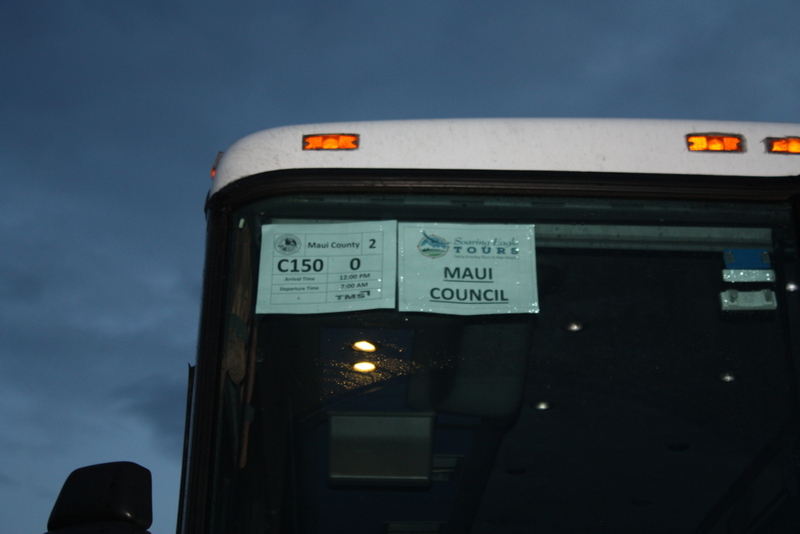 Maui County 2
C150 0
Arrival Time 12:00 PM
Departure Time 7:00 AM
TMS
Soaring Eagle
TOURS
MAUI
COUNCIL